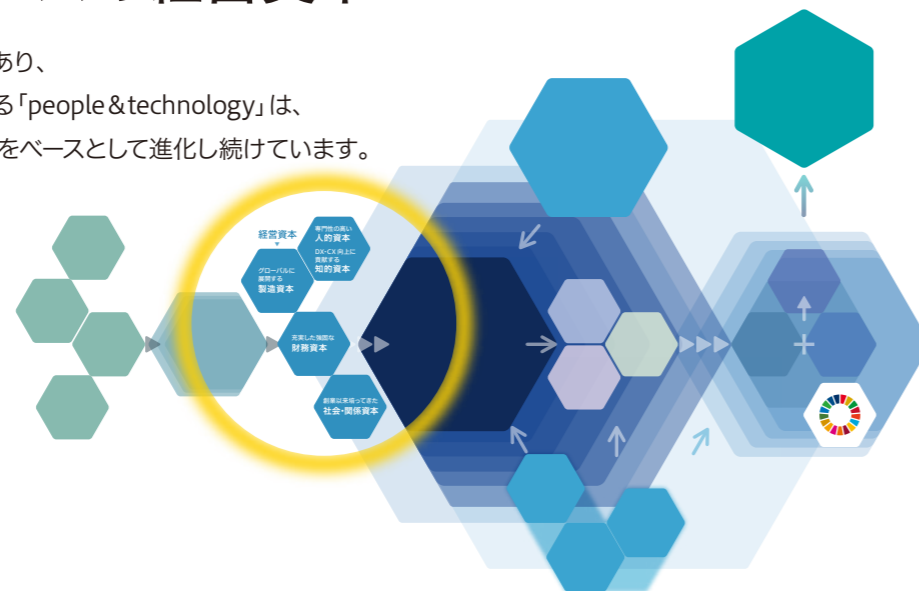 経営資本
あり、
る「people&technology」は、
をベースとして進化し続けています。
経営資本
専門性の高い
人的資本
DX・CX 向上に
貢献する
知的資本
グローバルに
展開する
製造資本
充実した強固な
財務資本
創業以来培ってきた
社会・関係資本